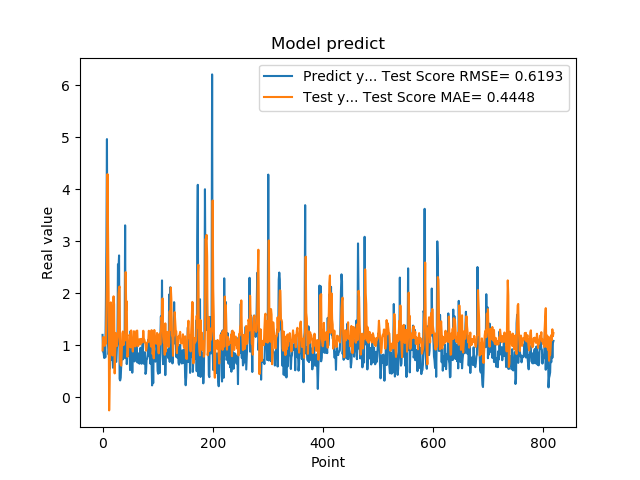 Model predict
Predict y... Test Score RMSE= 0.6193
Test y... Test Score MAE= 0.4448
6
5
4
3
2
1
0
Real value
0 200 400 600 800
Point